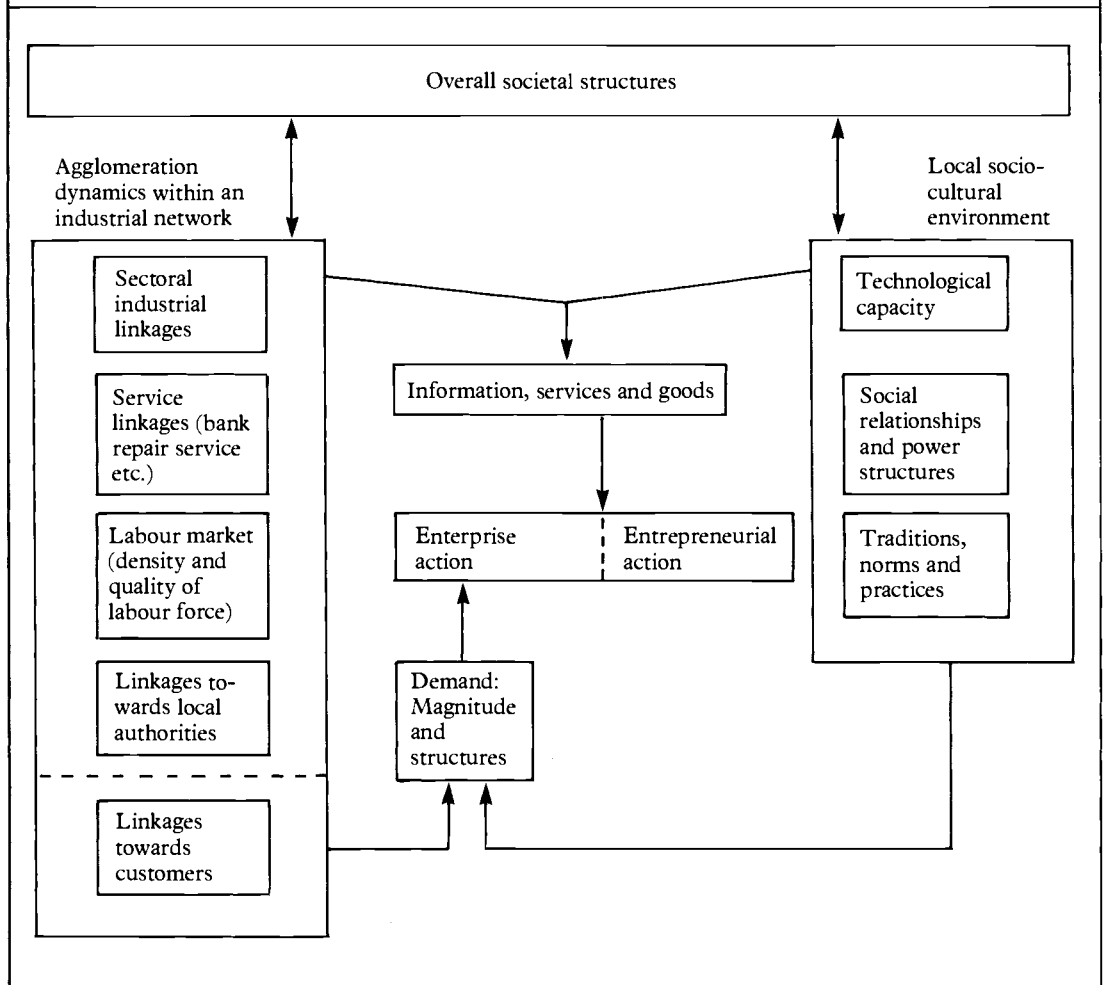 Overall societal structures
Agglomeration
dynamics within an
industrial network
Local socio-
cultural
environment
Sectoral
industrial
linkages
Technological
capacity
Information, services and goods
Service
linkages (bank
repair service
etc.)
Social
relationships
and power
structures
Labour market
(density and
quality of
labour force)
Enterprise
action
Entrepreneurial
action
Traditions,
norms and
practices
Linkages to-
wards local
authorities
Demand:
Magnitude
and
structures
Linkages
towards
customers